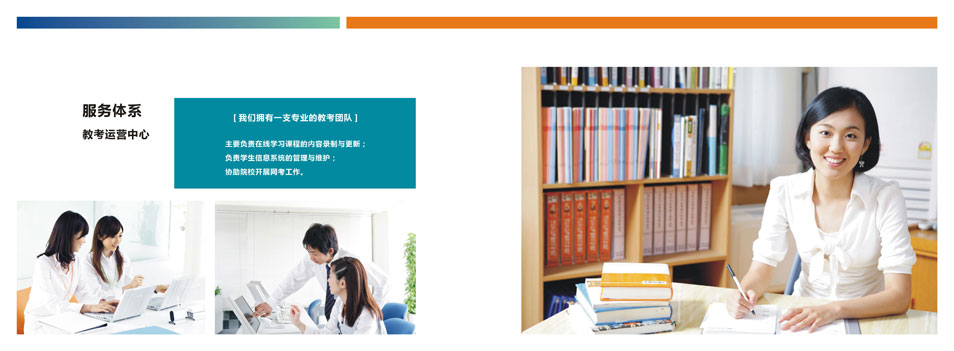 服务体系
教考运营中心
[ 我们拥有一支专业的教考团队 ]
主要负责在线学习课程的内容录制与更新；
负责学生信息系统的管理与维护；
协助院校开展网考工作。